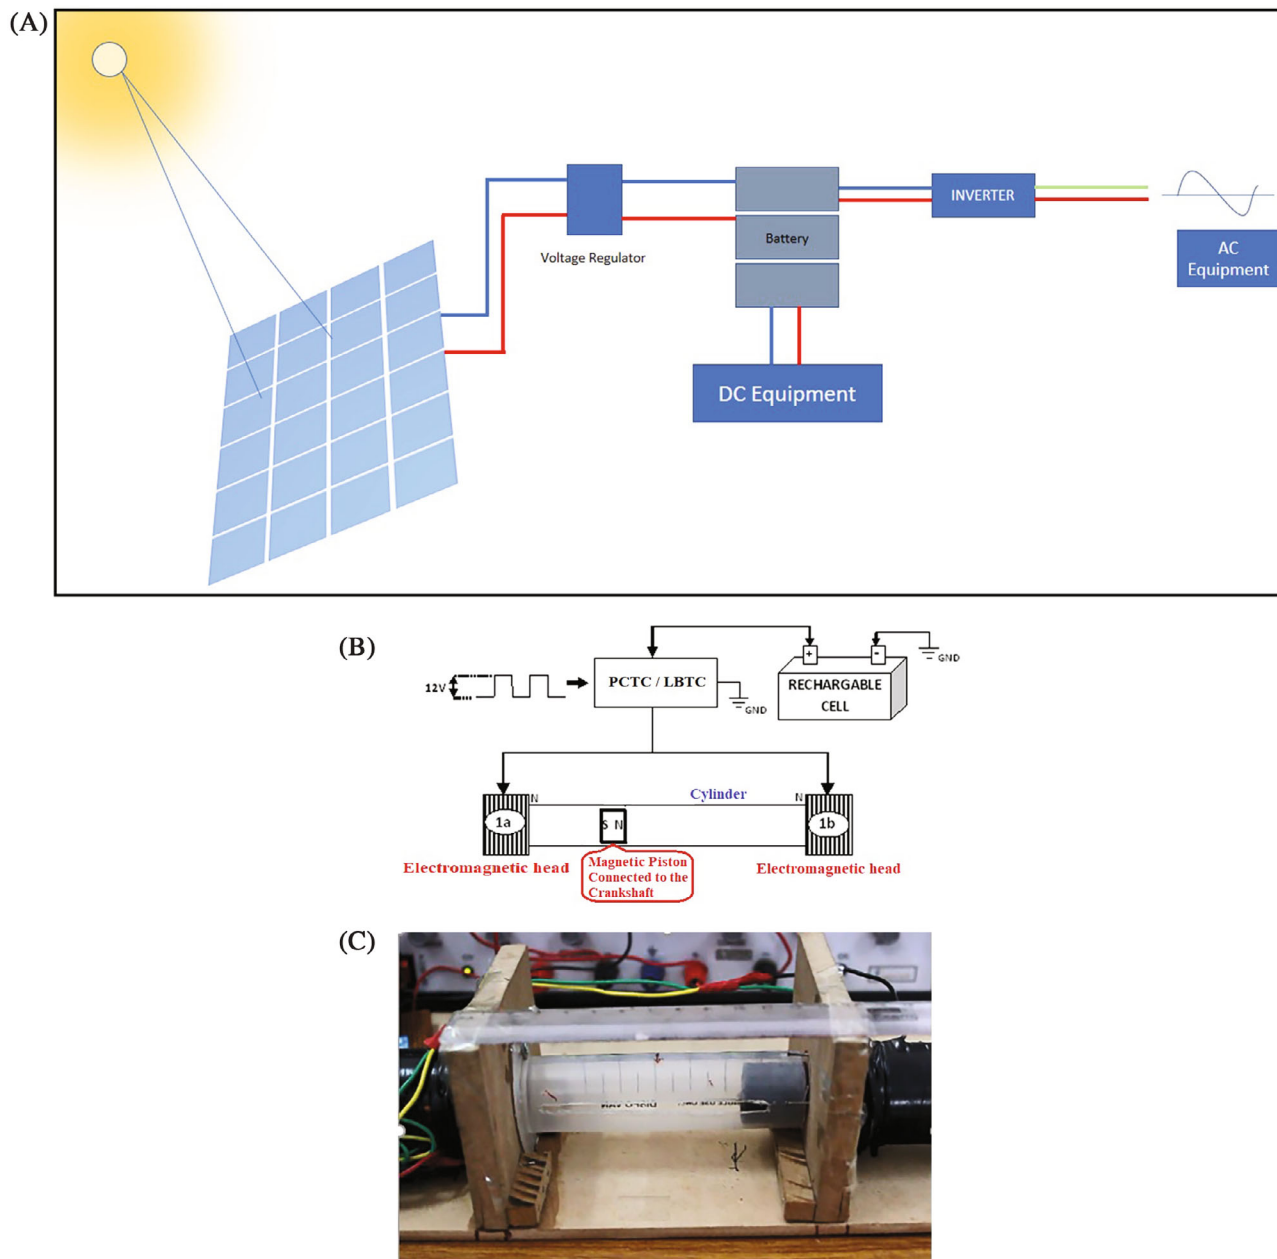 (A)
Voltage Regulator
Battery
INVERTER
AC
Equipment
DC Equipment
(B)
12V
PCTC / LBTC
GND
+
-
GND
RECHARGABLE
CELL
N
Cylinder
N
1a
S N
1b
Electromagnetic head
Magnetic Piston
Connected to the
Crankshaft
Electromagnetic head
(C)